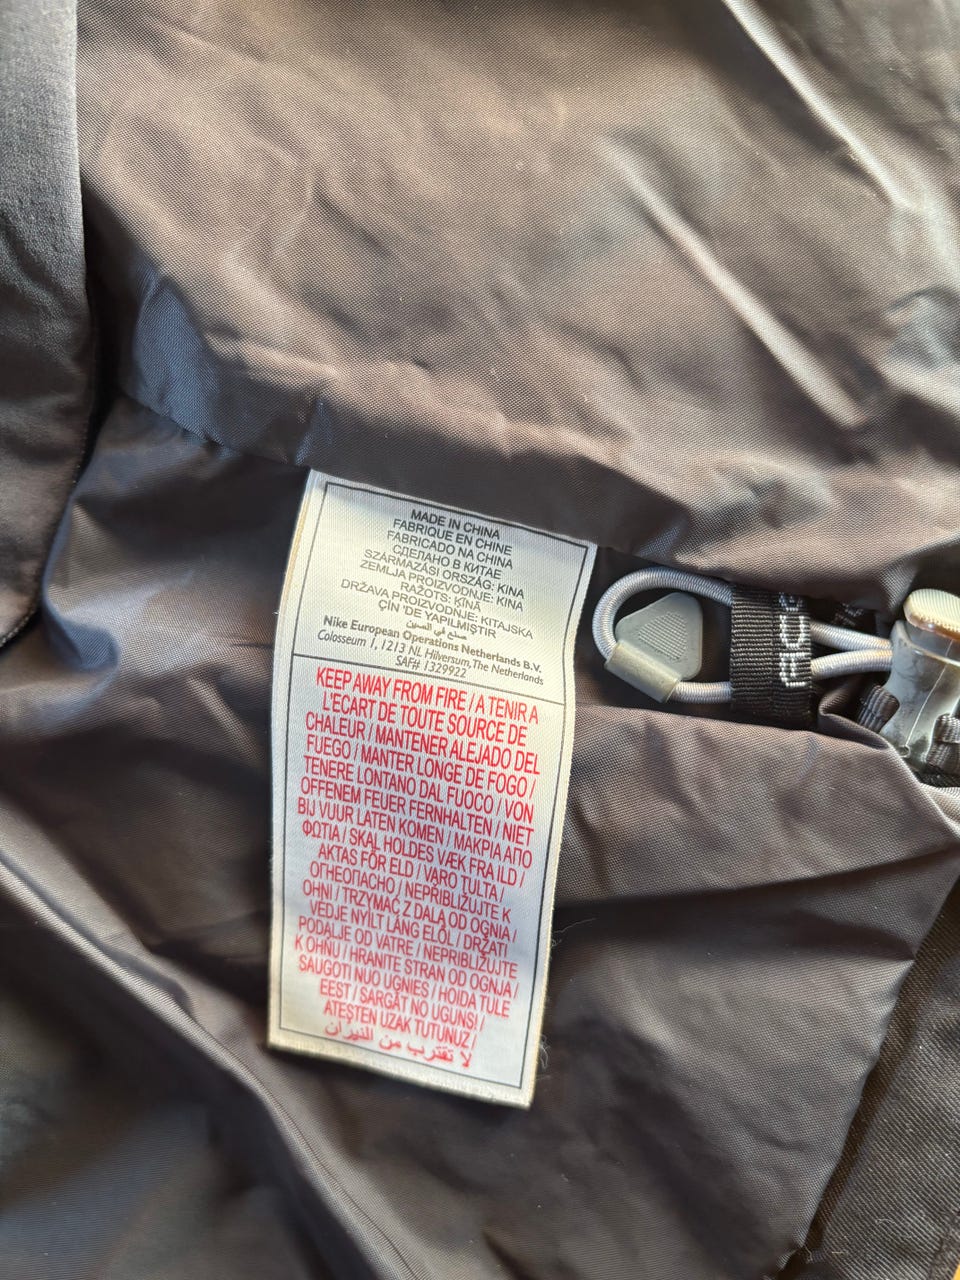 MADE IN CHINA
FABRIQUE EN CHINE
FABRICADO NA CHINA
СДЕЛАНО В КИТАЕ
SZÁRMAZÁSI ORSZÁG: KÍNA
ZEMLJA PROIZVODNJE: KINA
RAŽOTS: ĶĪNĀ
DRŽAVA PROIZVODNJE: KITAJSKA
ÇİN 'DE YAPILMIŞTIR
صنع في الصين
Nike European Operations Netherlands B.V.
Colosseum 1, 1213 NL Hilversum, The Netherlands
SAF# 1329922
KEEP AWAY FROM FIRE / A TENIR A
L'ÉCART DE TOUTE SOURCE DE
CHALEUR / MANTENER ALEJADO DEL
FUEGO / MANTER LONGE DE FOGO /
TENERE LONTANO DAL FUOCO / VON
OFFENEM FEUER FERNHALTEN / NIET
BIJ VUUR LATEN KOMEN / ΜΑΚΡΙΑ ΑΠΟ
ΦΩΤΙΑ / SKAL HOLDES VÆK FRA ILD /
AKTAS FÖR ELD / VARO TULTA /
ОГНЕОПАСНО / NEPŘIBLIŽUJTE K
OHNI / TRZYMAĆ Z DALA OD OGNIA /
VÉDJE NYÍLT LÁNG ELŐL / DRŽATI
PODALJE OD VATRE / NEPRIBLIŽUJTE
K OHŇU / HRANITE STRAN OD OGNJA /
SAUGOTI NUO UGNIES / HOIDA TULE
EEST / SARGĀT NO UGUNS! /
ATEŞTEN UZAK TUTUNUZ /
لا تقترب من النيران